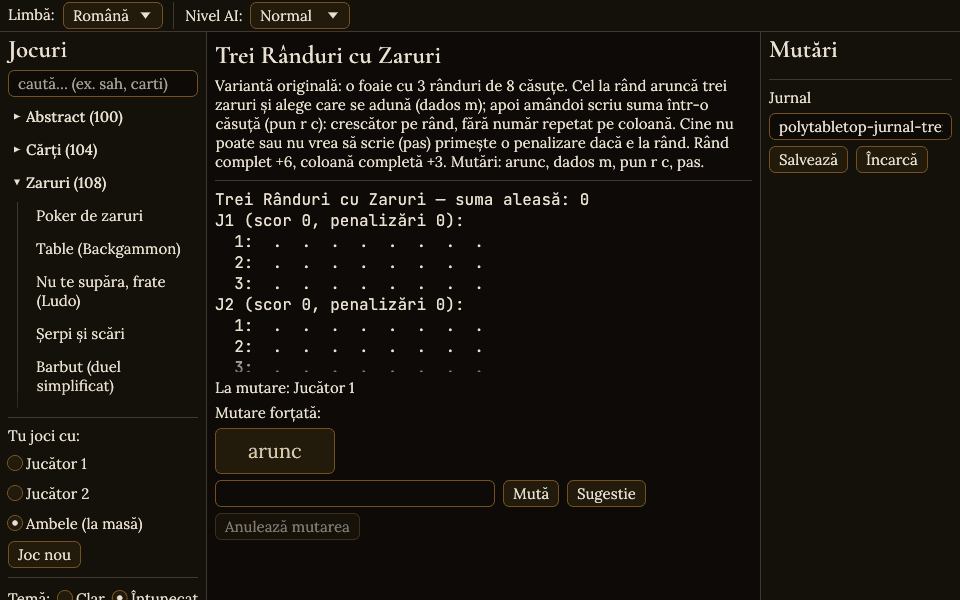 Limbă: Română ▼ Nivel AI: Normal ▼
Jocuri
caută... (ex. sah, carti)
▸ Abstract (100)
▸ Cărți (104)
▾ Zaruri (108)
Poker de zaruri
Table (Backgammon)
Nu te supăra, frate
(Ludo)
Șerpi și scări
Barbut (duel
simplificat)
Tu joci cu:
Jucător 1
Jucător 2
Ambele (la masă)
Joc nou
Temă: Clar Întunecat
Trei Rânduri cu Zaruri
Variantă originală: o foaie cu 3 rânduri de 8 căsuțe. Cel la rând aruncă trei
zaruri și alege care se adună (dados m); apoi amândoi scriu suma într-o
căsuță (pun r c): crescător pe rând, fără număr repetat pe coloană. Cine nu
poate sau nu vrea să scrie (pas) primește o penalizare dacă e la rând. Rând
complet +6, coloană completă +3. Mutări: arunc, dados m, pun r c, pas.
Trei Rânduri cu Zaruri — suma aleasă: 0
J1 (scor 0, penalizări 0):
1: . . . . . . . .
2: . . . . . . . .
3: . . . . . . . .
J2 (scor 0, penalizări 0):
1: . . . . . . . .
2: . . . . . . . .
3: . . . . . . . .
La mutare: Jucător 1
Mutare forțată:
arunc
Mută Sugestie
Anulează mutarea
Mutări
Jurnal
polytabletop-jurnal-tre
Salvează Încarcă